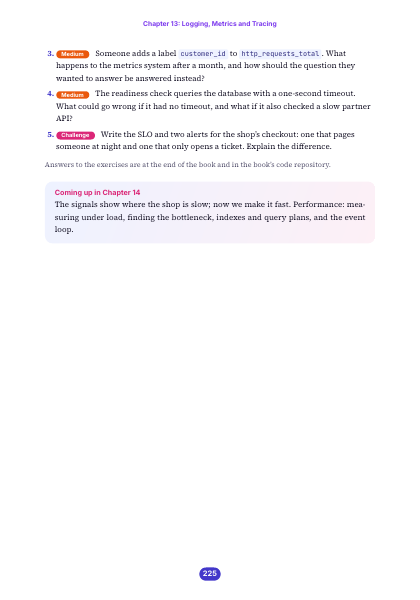 Chapter 13: Logging, Metrics and Tracing
3. Medium Someone adds a label customer_id to http_requests_total. What
happens to the metrics system after a month, and how should the question they
wanted to answer be answered instead?
4. Medium The readiness check queries the database with a one-second timeout.
What could go wrong if it had no timeout, and what if it also checked a slow partner
API?
5. Challenge Write the SLO and two alerts for the shop's checkout: one that pages
someone at night and one that only opens a ticket. Explain the difference.
Answers to the exercises are at the end of the book and in the book's code repository.
Coming up in Chapter 14
The signals show where the shop is slow; now we make it fast. Performance: mea-
suring under load, finding the bottleneck, indexes and query plans, and the event
loop.
225